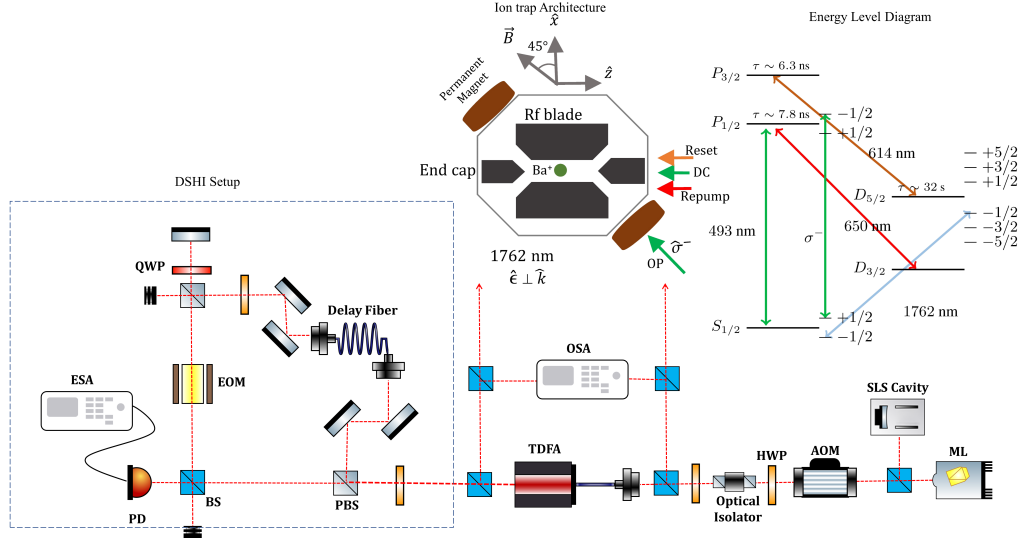 Ion trap Architecture
Energy Level Diagram
x̂
B⃗
45°
ẑ
Permanent
Magnet
Rf blade
End cap
Ba⁺
Reset
DC
Repump
σ̂⁻
OP
1762 nm
ε̂ ⊥ k̂
P3/2
τ ∼ 6.3 ns
P1/2
τ ∼ 7.8 ns
−1/2
+1/2
614 nm
+5/2
+3/2
+1/2
D5/2
τ ∼ 32 s
−1/2
−3/2
−5/2
493 nm
σ⁻
650 nm
D3/2
1762 nm
S1/2
+1/2
−1/2
DSHI Setup
QWP
Delay Fiber
EOM
ESA
PD
BS
PBS
OSA
TDFA
Optical
Isolator
HWP
AOM
SLS Cavity
ML